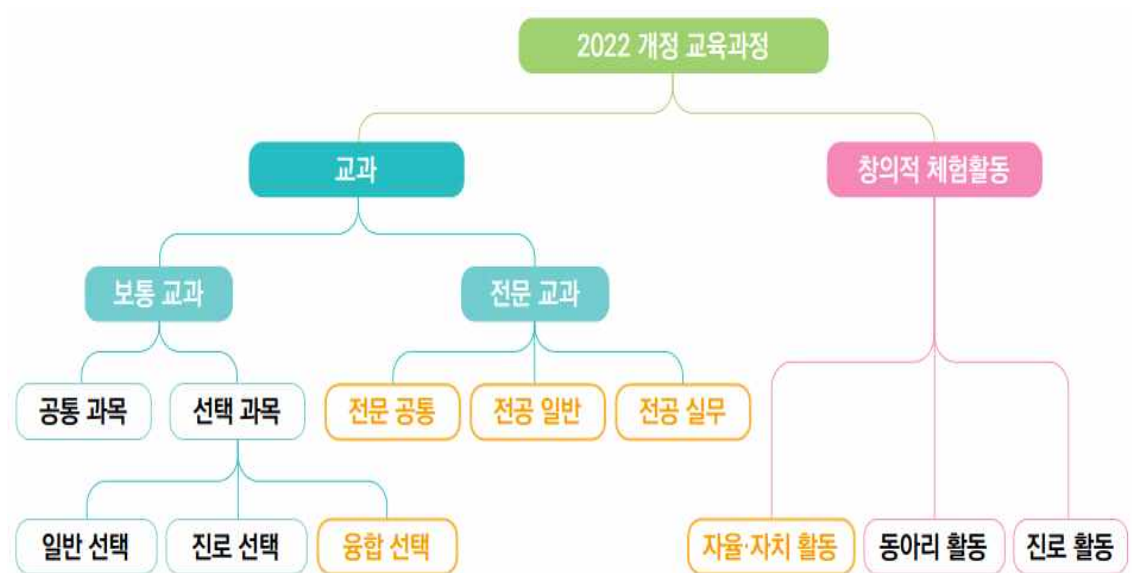 2022 개정 교육과정
교과
창의적 체험활동
보통 교과
전문 교과
공통 과목
선택 과목
전문 공통
전공 일반
전공 실무
일반 선택
진로 선택
융합 선택
자율·자치 활동
동아리 활동
진로 활동